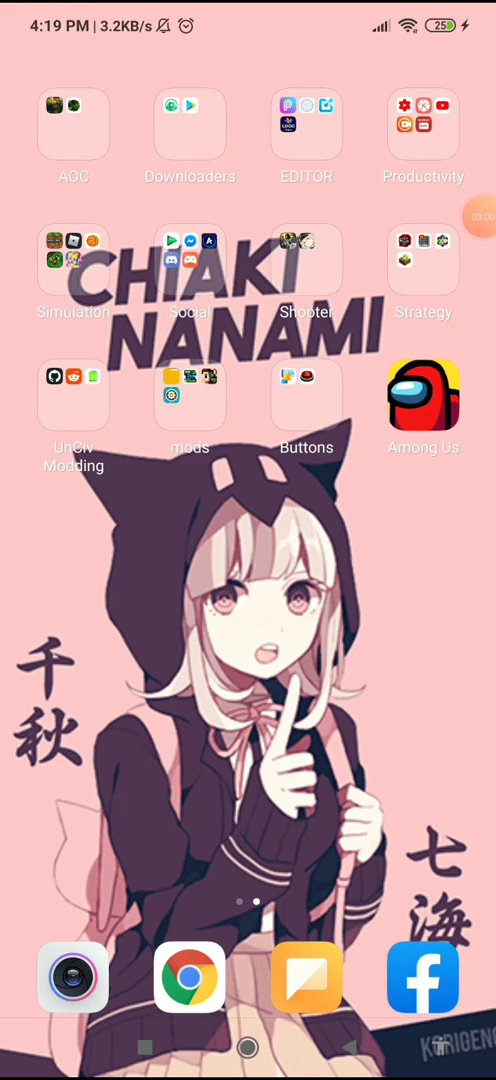 4:19 PM | 3.2KB/s
25
AOC
Downloaders
EDITOR
Productivity
03:00
CHIAKI
NANAMI
Simulation
Social
Shooter
Strategy
UnCiv
Modding
mods
Buttons
Among Us
千秋
七海